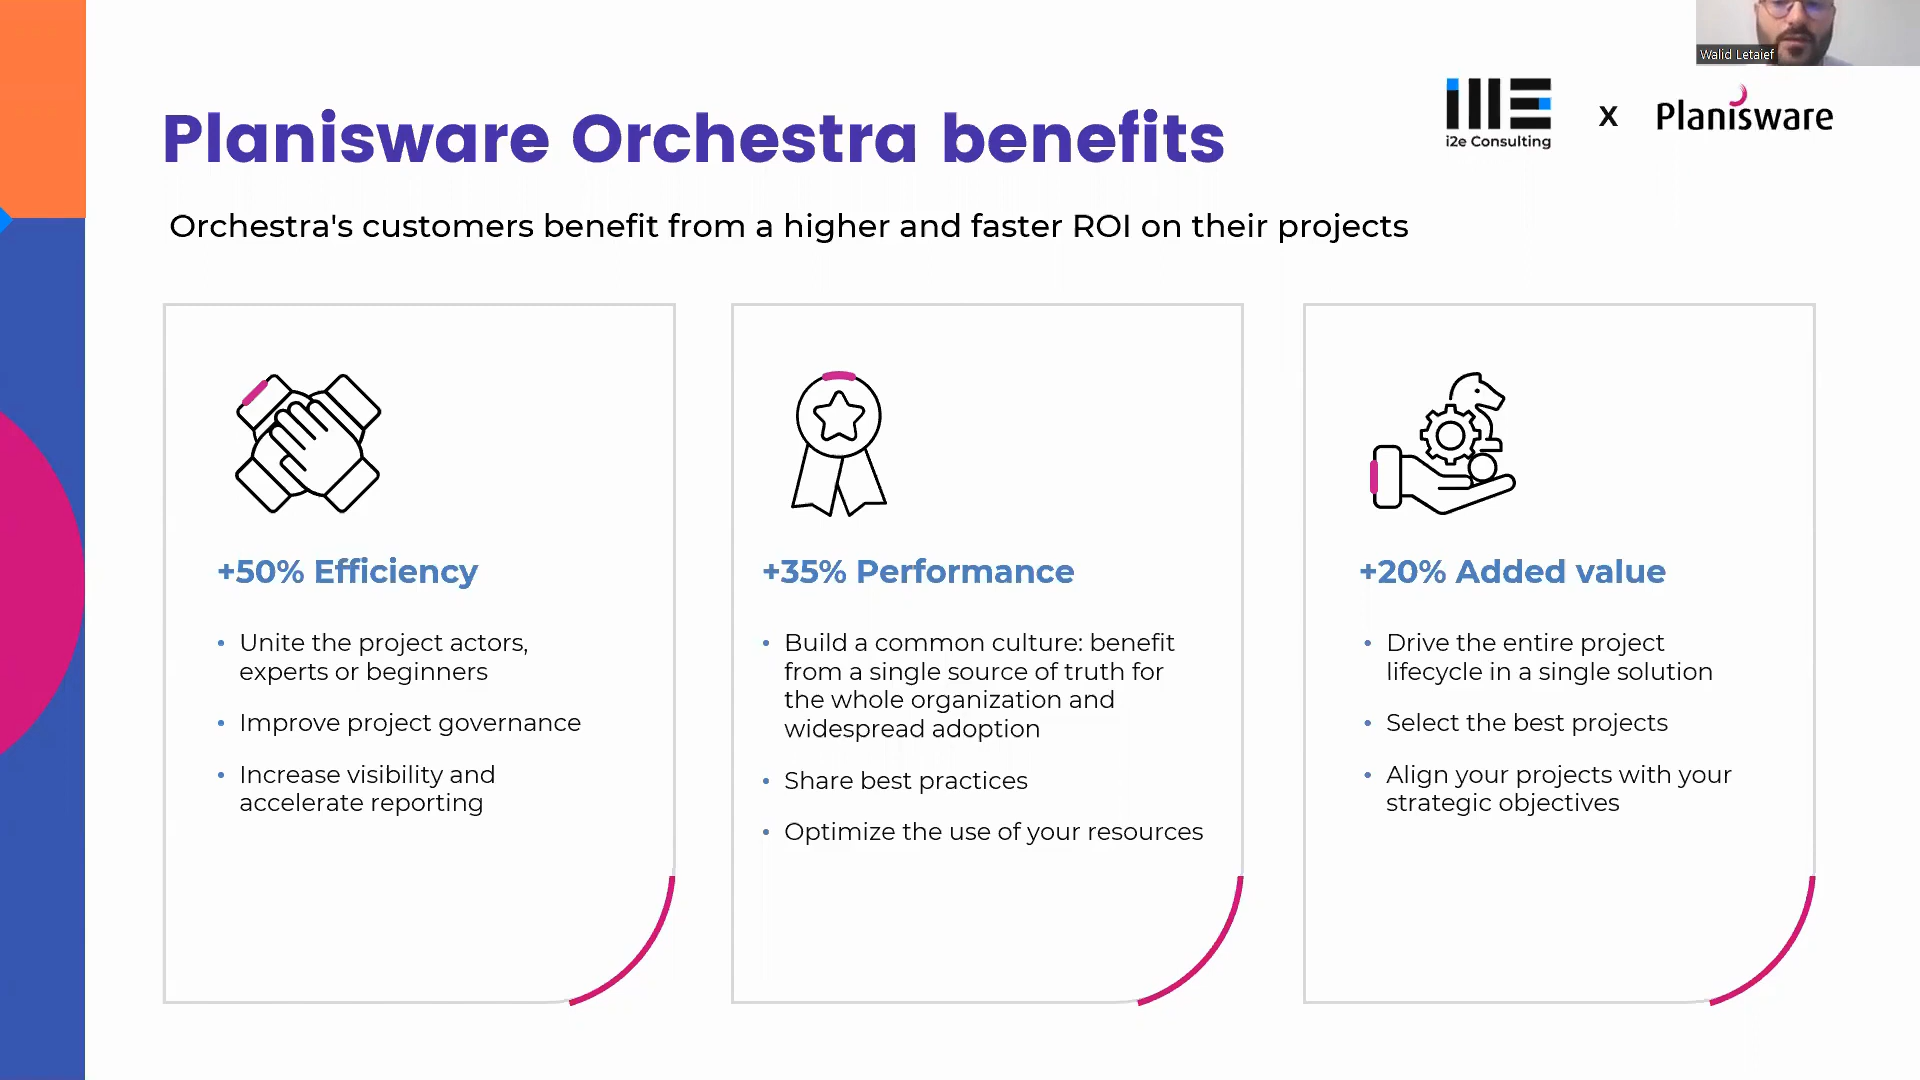 Walid Letaief
Planisware Orchestra benefits
i2e Consulting
X
Planisware
Orchestra's customers benefit from a higher and faster ROI on their projects
+50% Efficiency
• Unite the project actors,
experts or beginners
• Improve project governance
• Increase visibility and
accelerate reporting
+35% Performance
• Build a common culture: benefit
from a single source of truth for
the whole organization and
widespread adoption
• Share best practices
• Optimize the use of your resources
+20% Added value
• Drive the entire project
lifecycle in a single solution
• Select the best projects
• Align your projects with your
strategic objectives